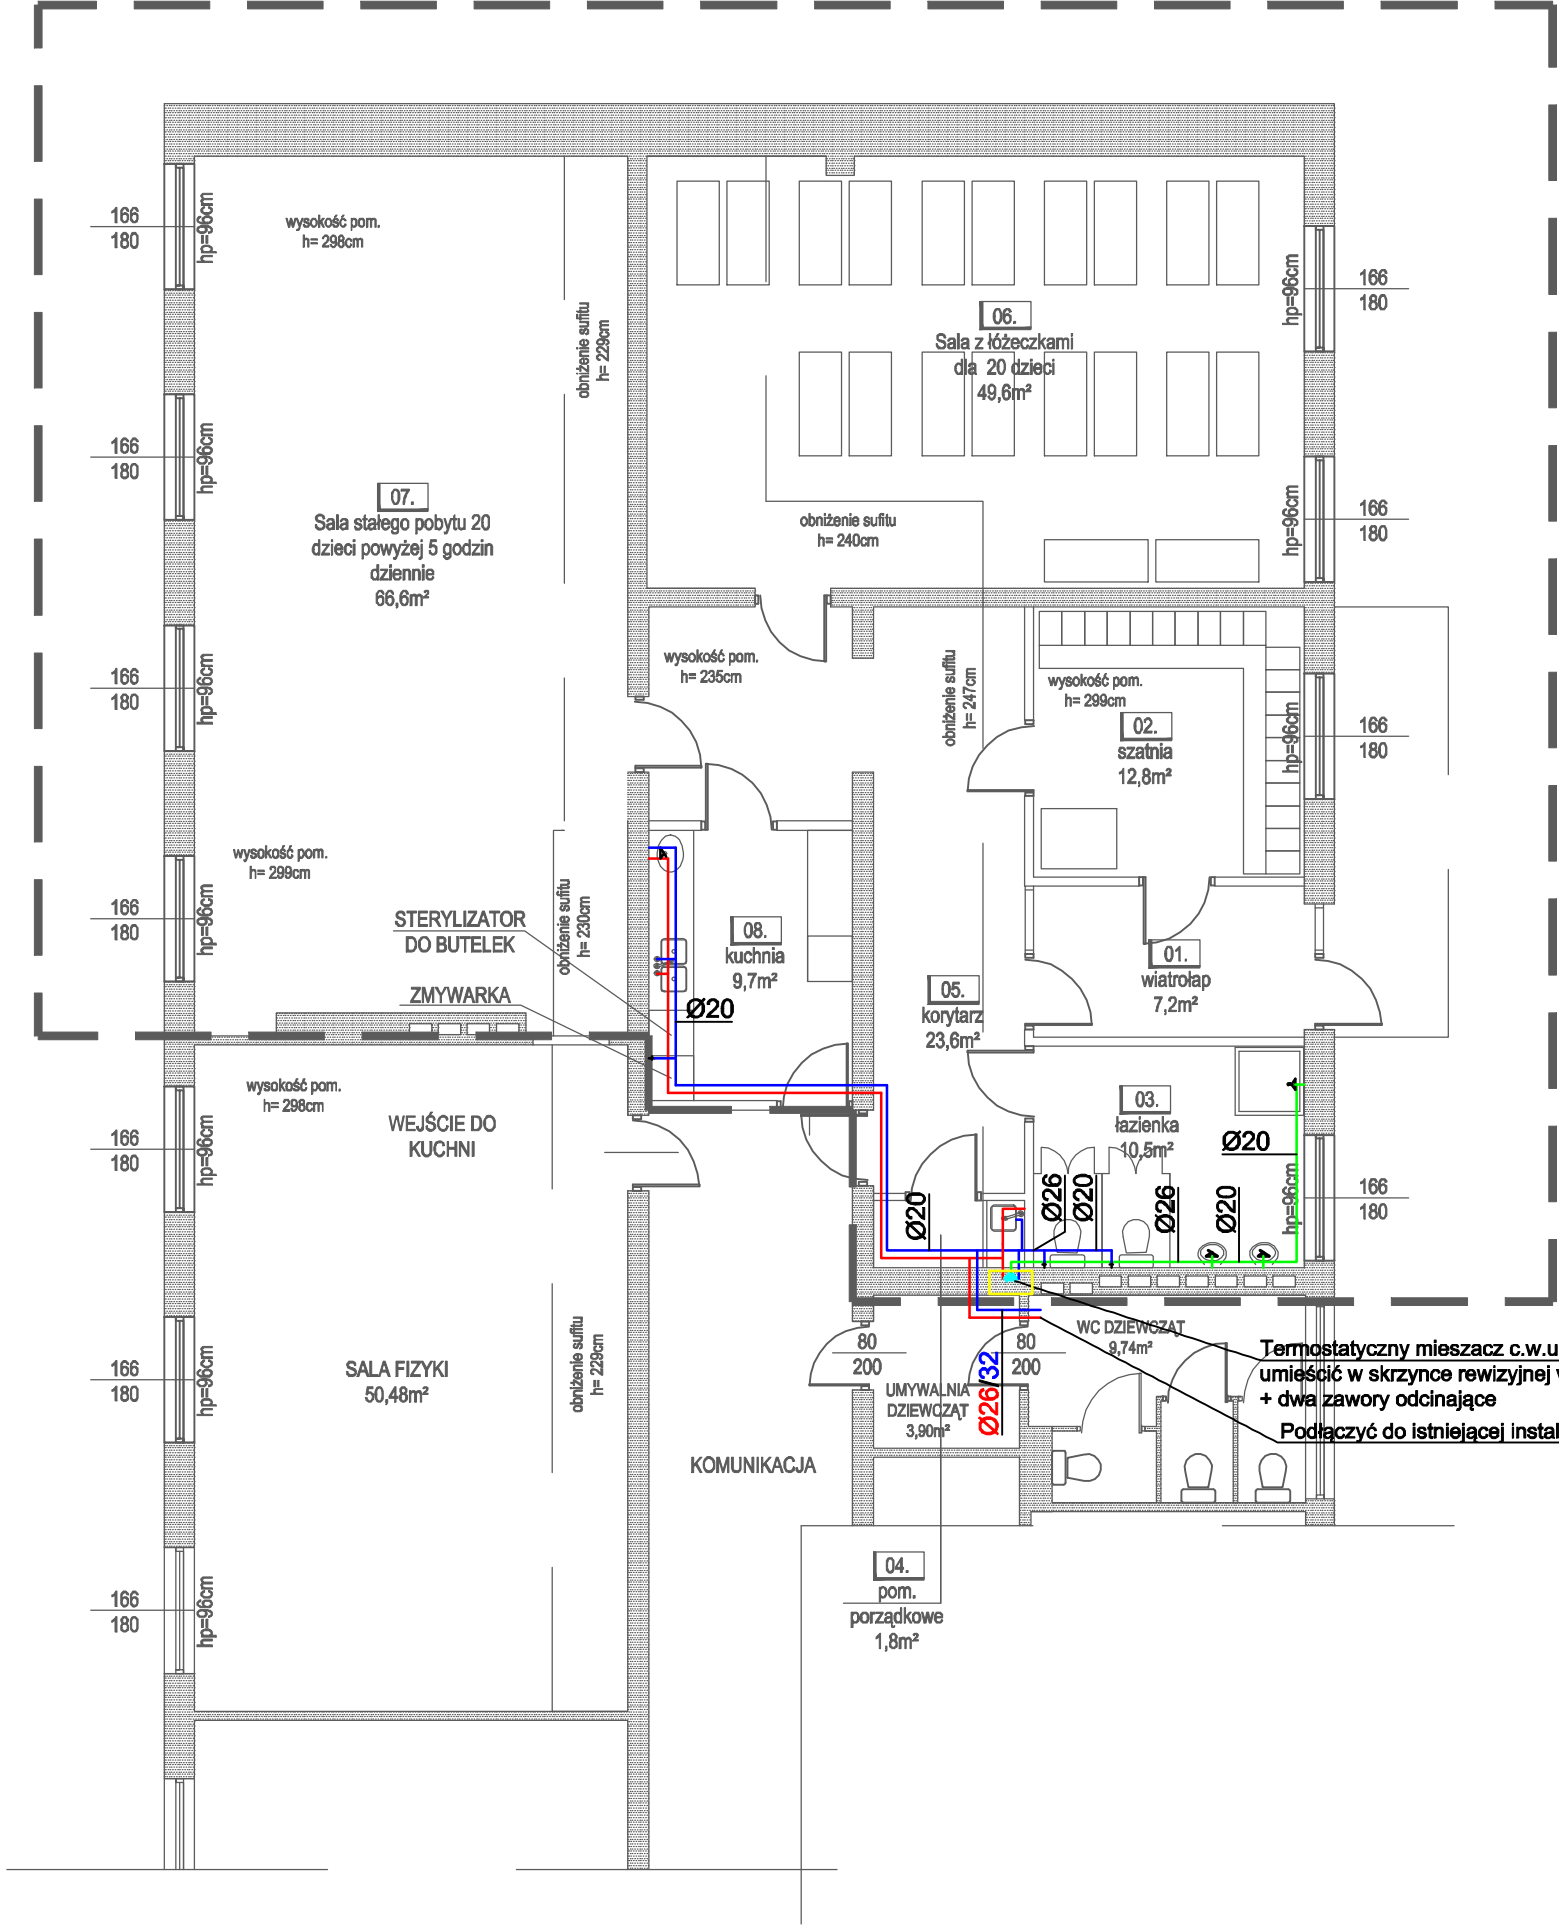 wysokość pom.
h= 298cm
166
180
hp=96cm
obniżenie sufitu
h= 229cm
06.
Sala z łóżeczkami
dla 20 dzieci
49,6m²
hp=96cm
166
180
166
180
hp=96cm
07.
Sala stałego pobytu 20
dzieci powyżej 5 godzin
dziennie
66,6m²
obniżenie sufitu
h= 240cm
hp=96cm
166
180
166
180
hp=96cm
wysokość pom.
h= 235cm
obniżenie sufitu
h= 247cm
wysokość pom.
h= 299cm
02.
szatnia
12,8m²
hp=96cm
166
180
wysokość pom.
h= 299cm
166
180
hp=96cm
STERYLIZATOR
DO BUTELEK
obniżenie sufitu
h= 230cm
08.
kuchnia
9,7m²
01.
wiatrołap
7,2m²
ZMYWARKA
Ø20
05.
korytarz
23,6m²
wysokość pom.
h= 298cm
WEJŚCIE DO
KUCHNI
166
180
hp=96cm
03.
łazienka
10,5m²
Ø20
Ø20
Ø26
Ø20
Ø26
Ø20
hp=96cm
166
180
SALA FIZYKI
50,48m²
166
180
hp=96cm
obniżenie sufitu
h= 229cm
80
200
80
200
WC DZIEWCZĄT
9,74m²
UMYWALNIA
DZIEWCZĄT
3,90m²
Ø26/32
Termostatyczny mieszacz c.w.u
umieścić w skrzynce rewizyjnej
+ dwa zawory odcinające
Podłączyć do istniejącej instal
KOMUNIKACJA
04.
pom.
porządkowe
1,8m²
166
180
hp=96cm